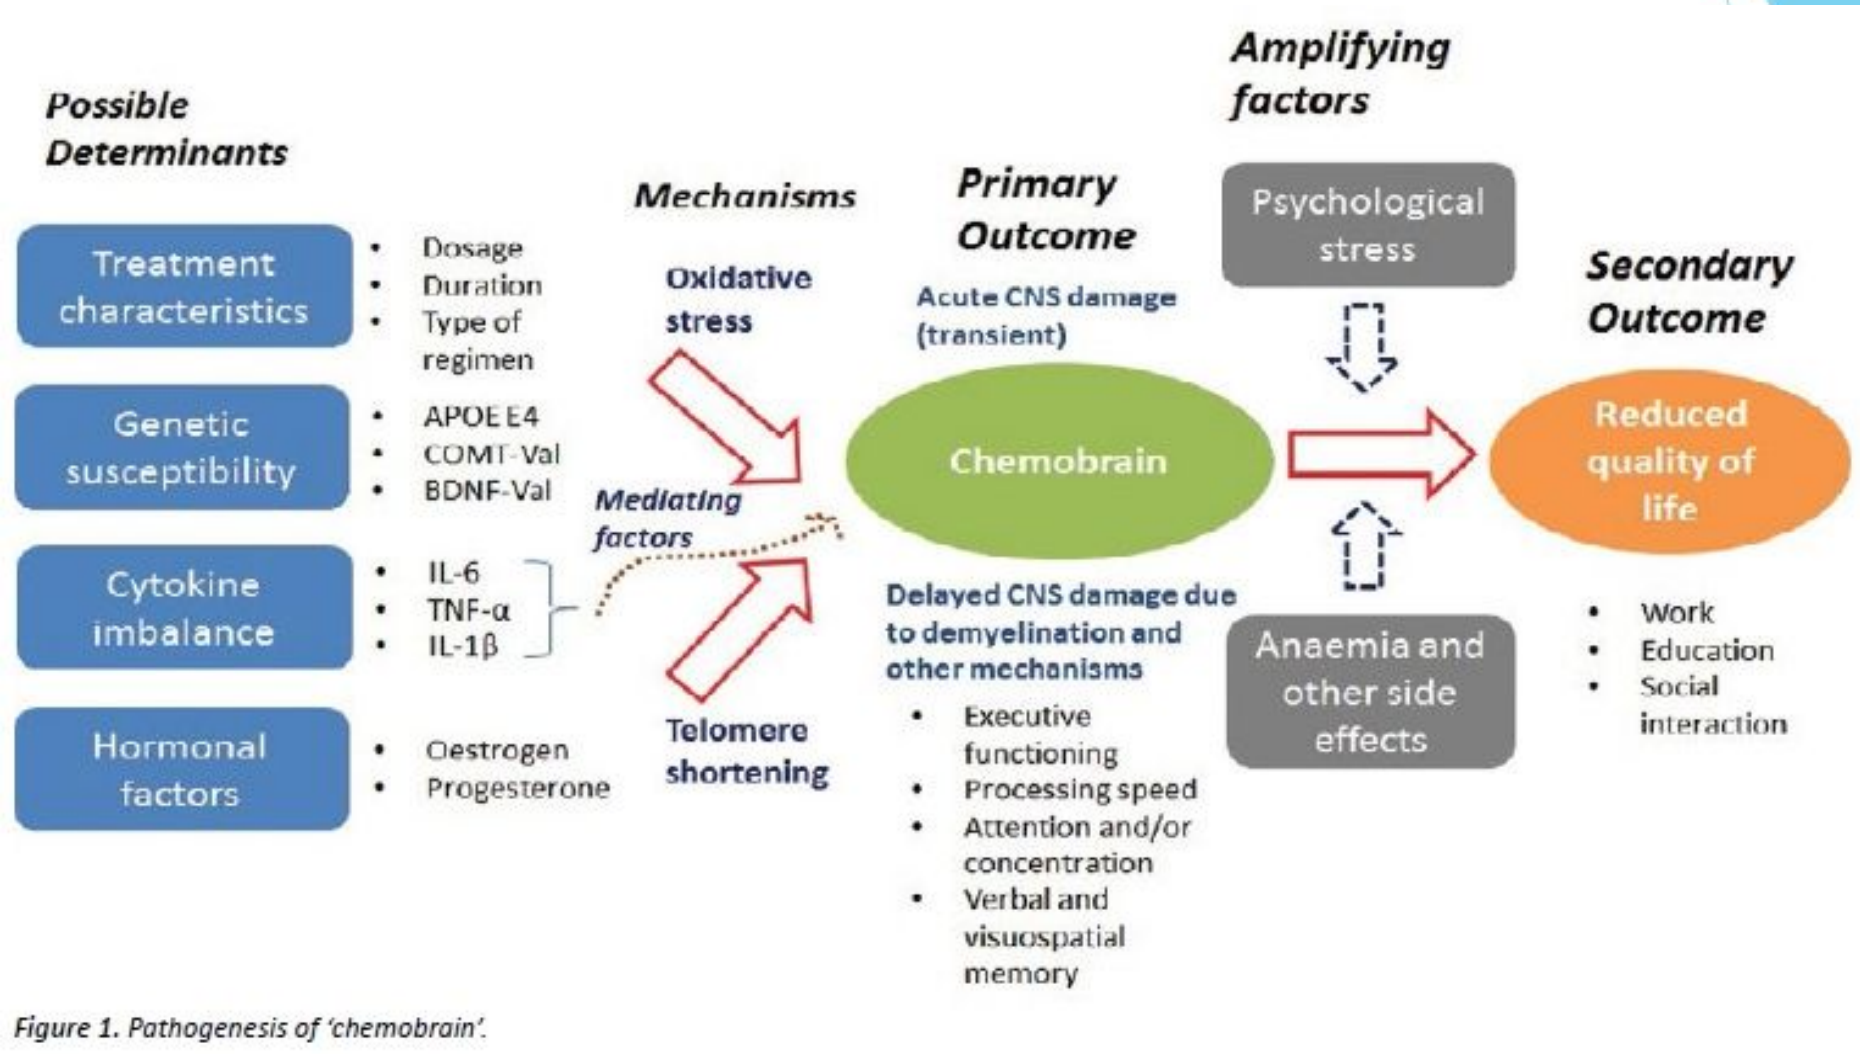 Possible
Determinants
Treatment
characteristics
• Dosage
• Duration
• Type of
regimen
Genetic
susceptibility
• APOE E4
• COMT-Val
• BDNF-Val
Cytokine
imbalance
• IL-6
• TNF-α
• IL-1β
Hormonal
factors
• Oestrogen
• Progesterone
Mechanisms
Oxidative
stress
Mediating
factors
Telomere
shortening
Primary
Outcome
Acute CNS damage
(transient)
Chemobrain
Delayed CNS damage due
to demyelination and
other mechanisms
• Executive
functioning
• Processing speed
• Attention and/or
concentration
• Verbal and
visuospatial
memory
Amplifying
factors
Psychological
stress
Anaemia and
other side
effects
Secondary
Outcome
Reduced
quality of
life
• Work
• Education
• Social
interaction
Figure 1. Pathogenesis of ‘chemobrain’.